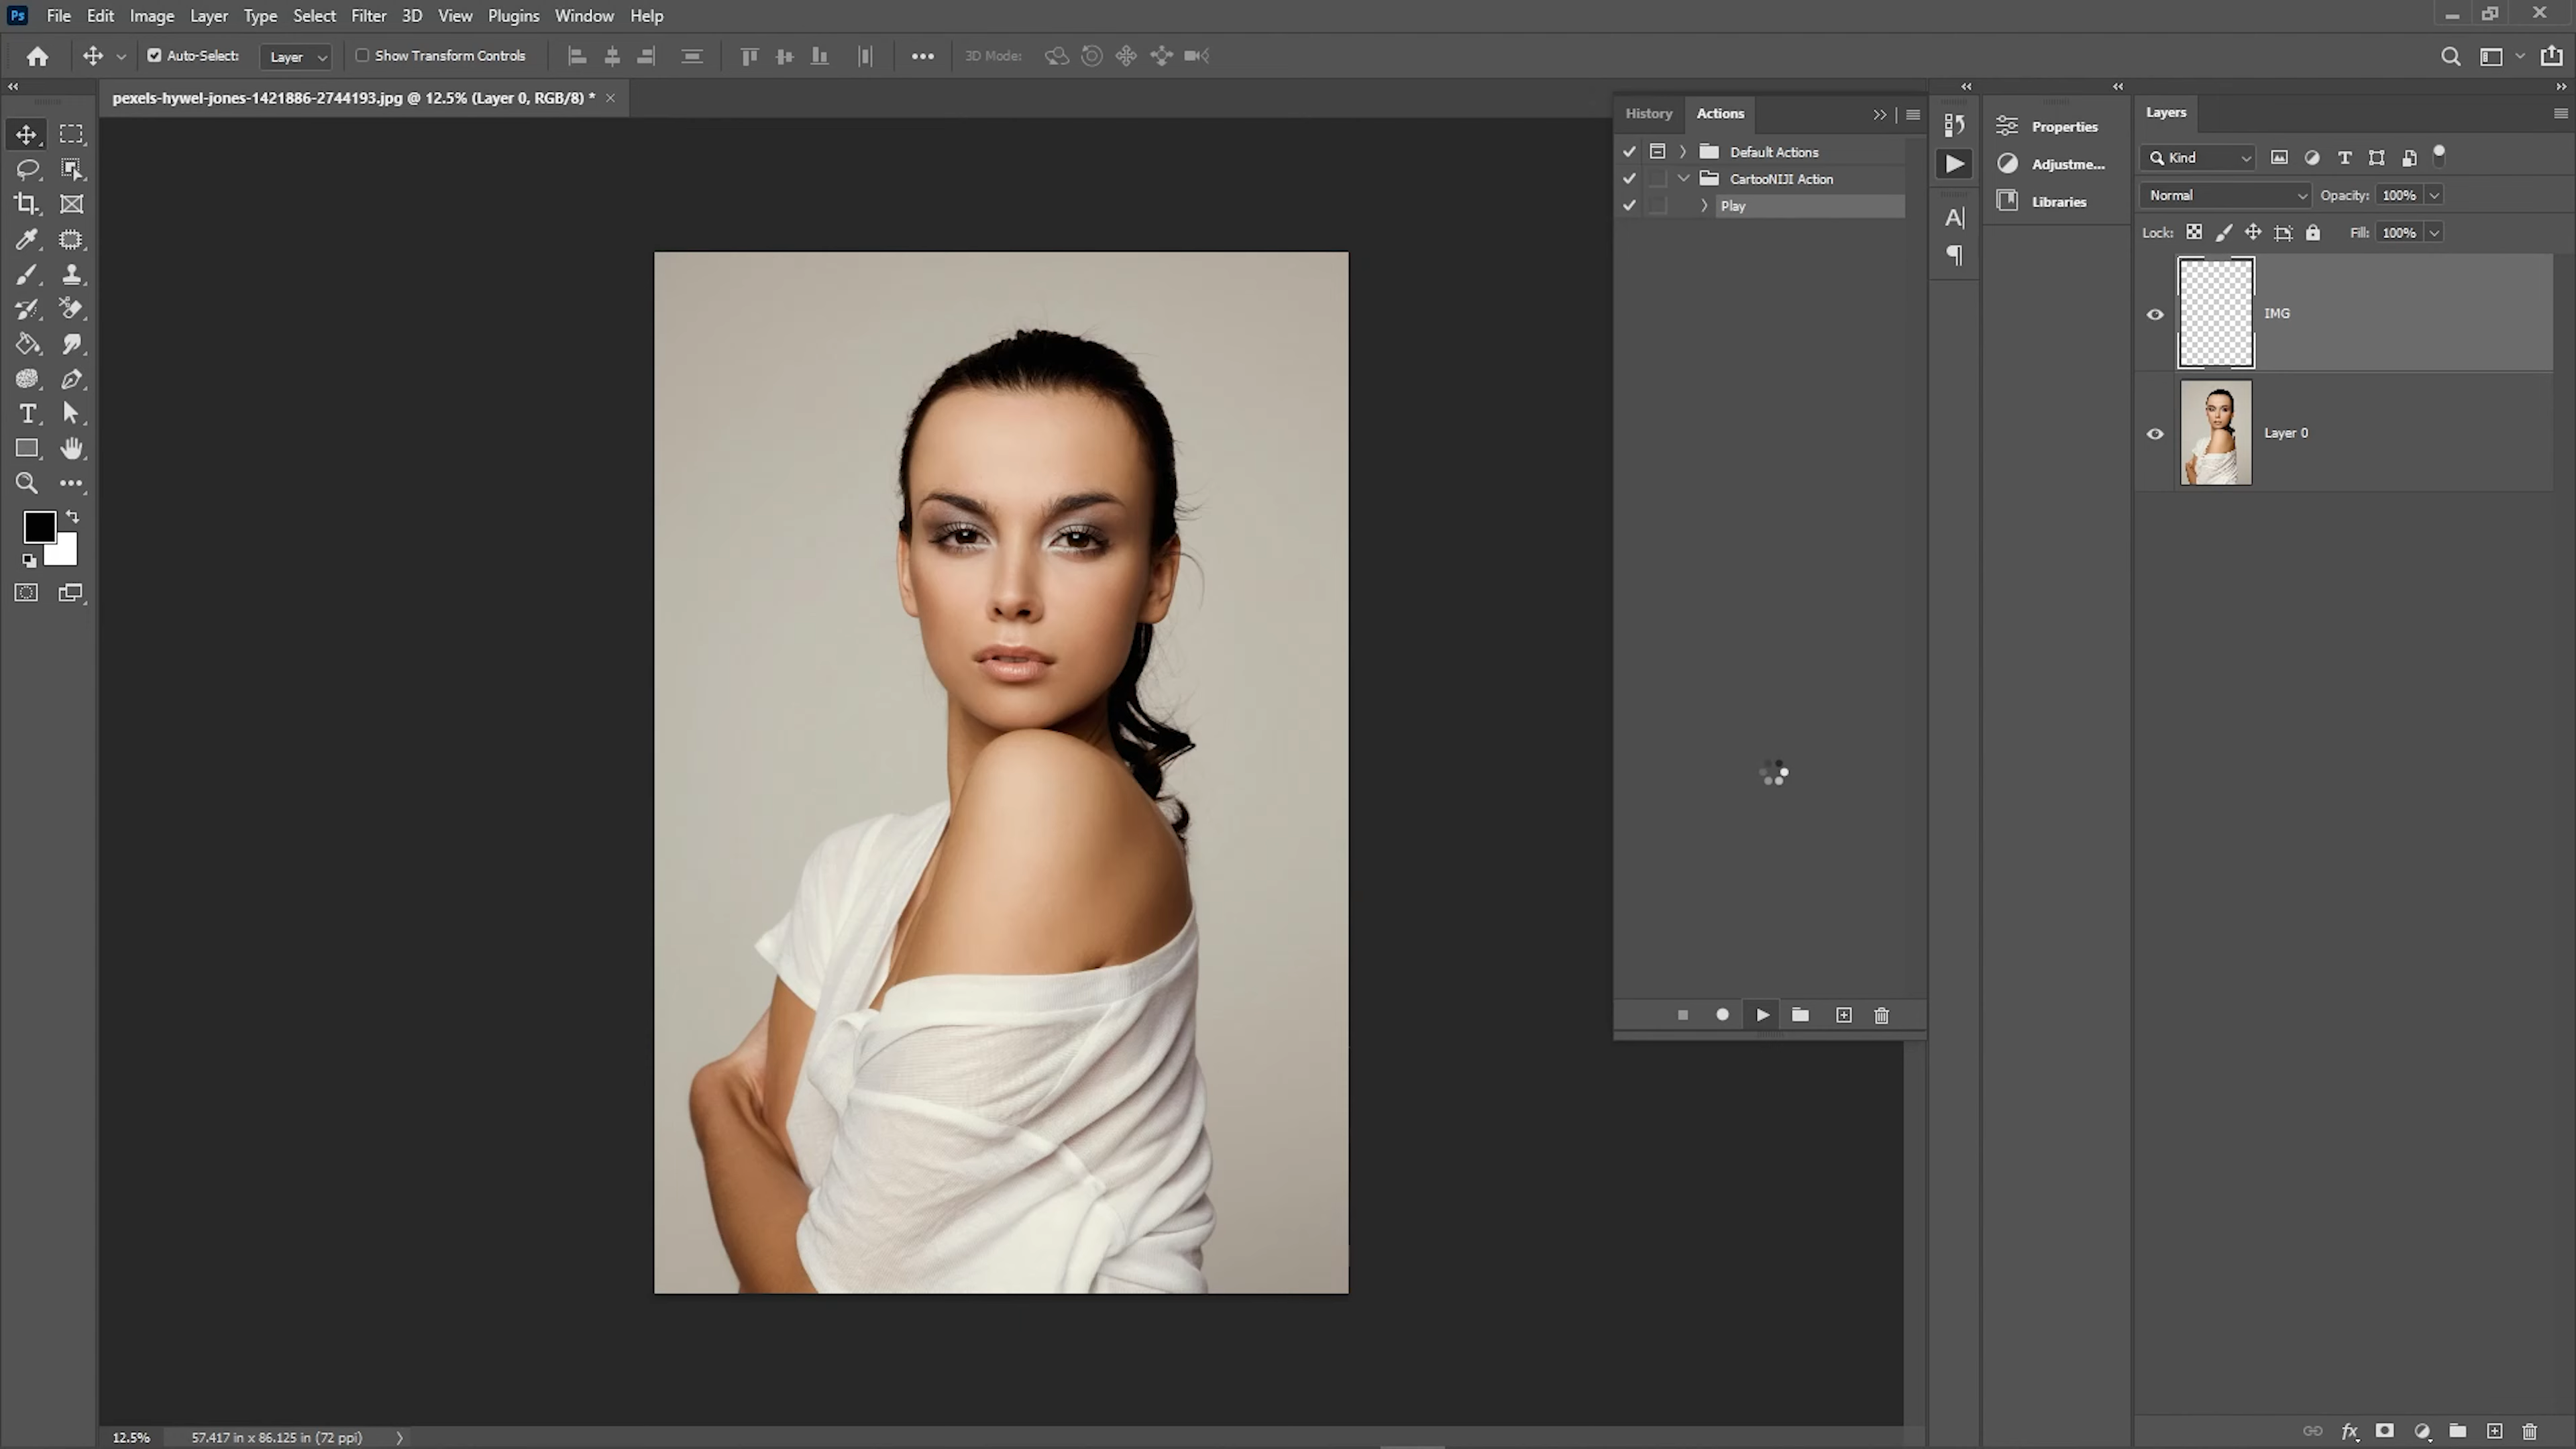 Ps File Edit Image Layer Type Select Filter 3D View Plugins Window Help
Auto-Select: Layer Show Transform Controls 3D Mode:
pexels-hywel-jones-1421886-2744193.jpg @ 12.5% (Layer 0, RGB/8) *
History Actions
Default Actions
CartooNIJI Action
Play
Properties
Adjustme...
Libraries
Layers
Kind
Normal Opacity: 100%
Lock: Fill: 100%
IMG
Layer 0
12.5% 57.417 in x 86.125 in (72 ppi)